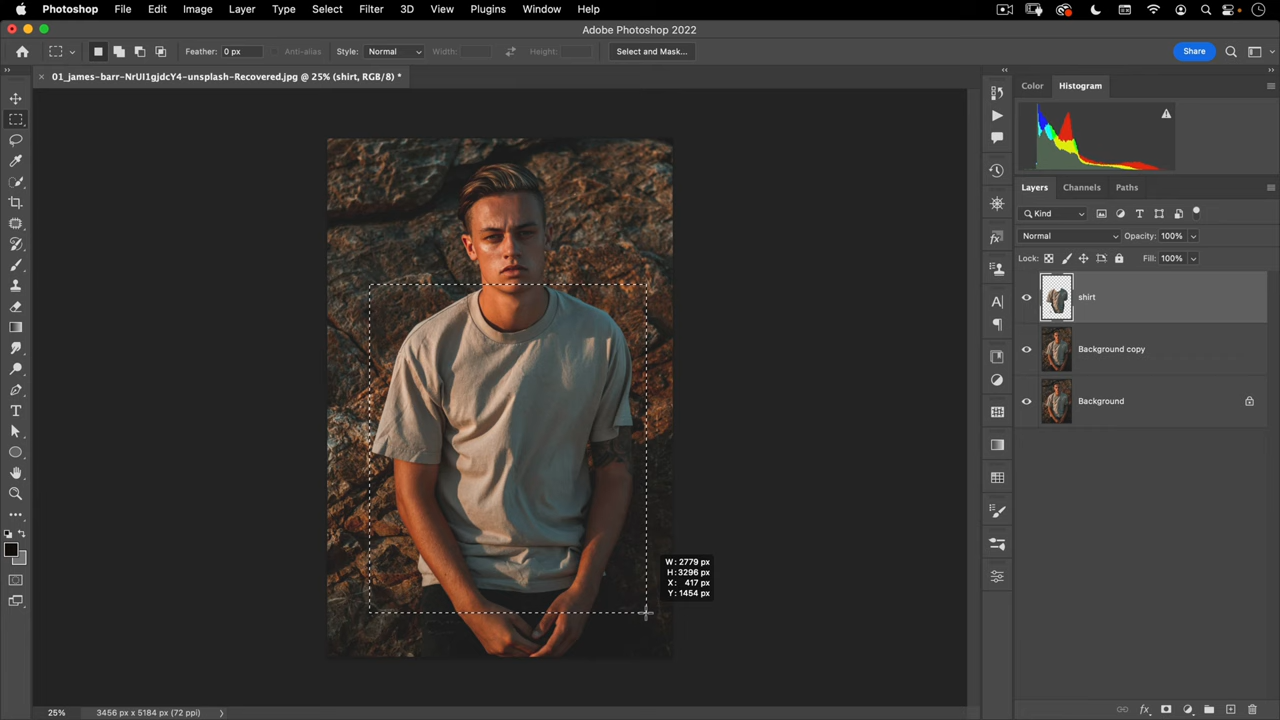 Photoshop File Edit Image Layer Type Select Filter 3D View Plugins Window Help
Adobe Photoshop 2022
Feather: 0 px Anti-alias Style: Normal Width: Height: Select and Mask... Share
01_james-barr-NrUI1gjdcY4-unsplash-Recovered.jpg @ 25% (shirt, RGB/8) *
Color Histogram
Layers Channels Paths
Kind
Normal Opacity: 100%
Lock: Fill: 100%
shirt
Background copy
Background
W: 2779 px
H: 3296 px
X: 417 px
Y: 1454 px
25% 3456 px x 5184 px (72 ppi)